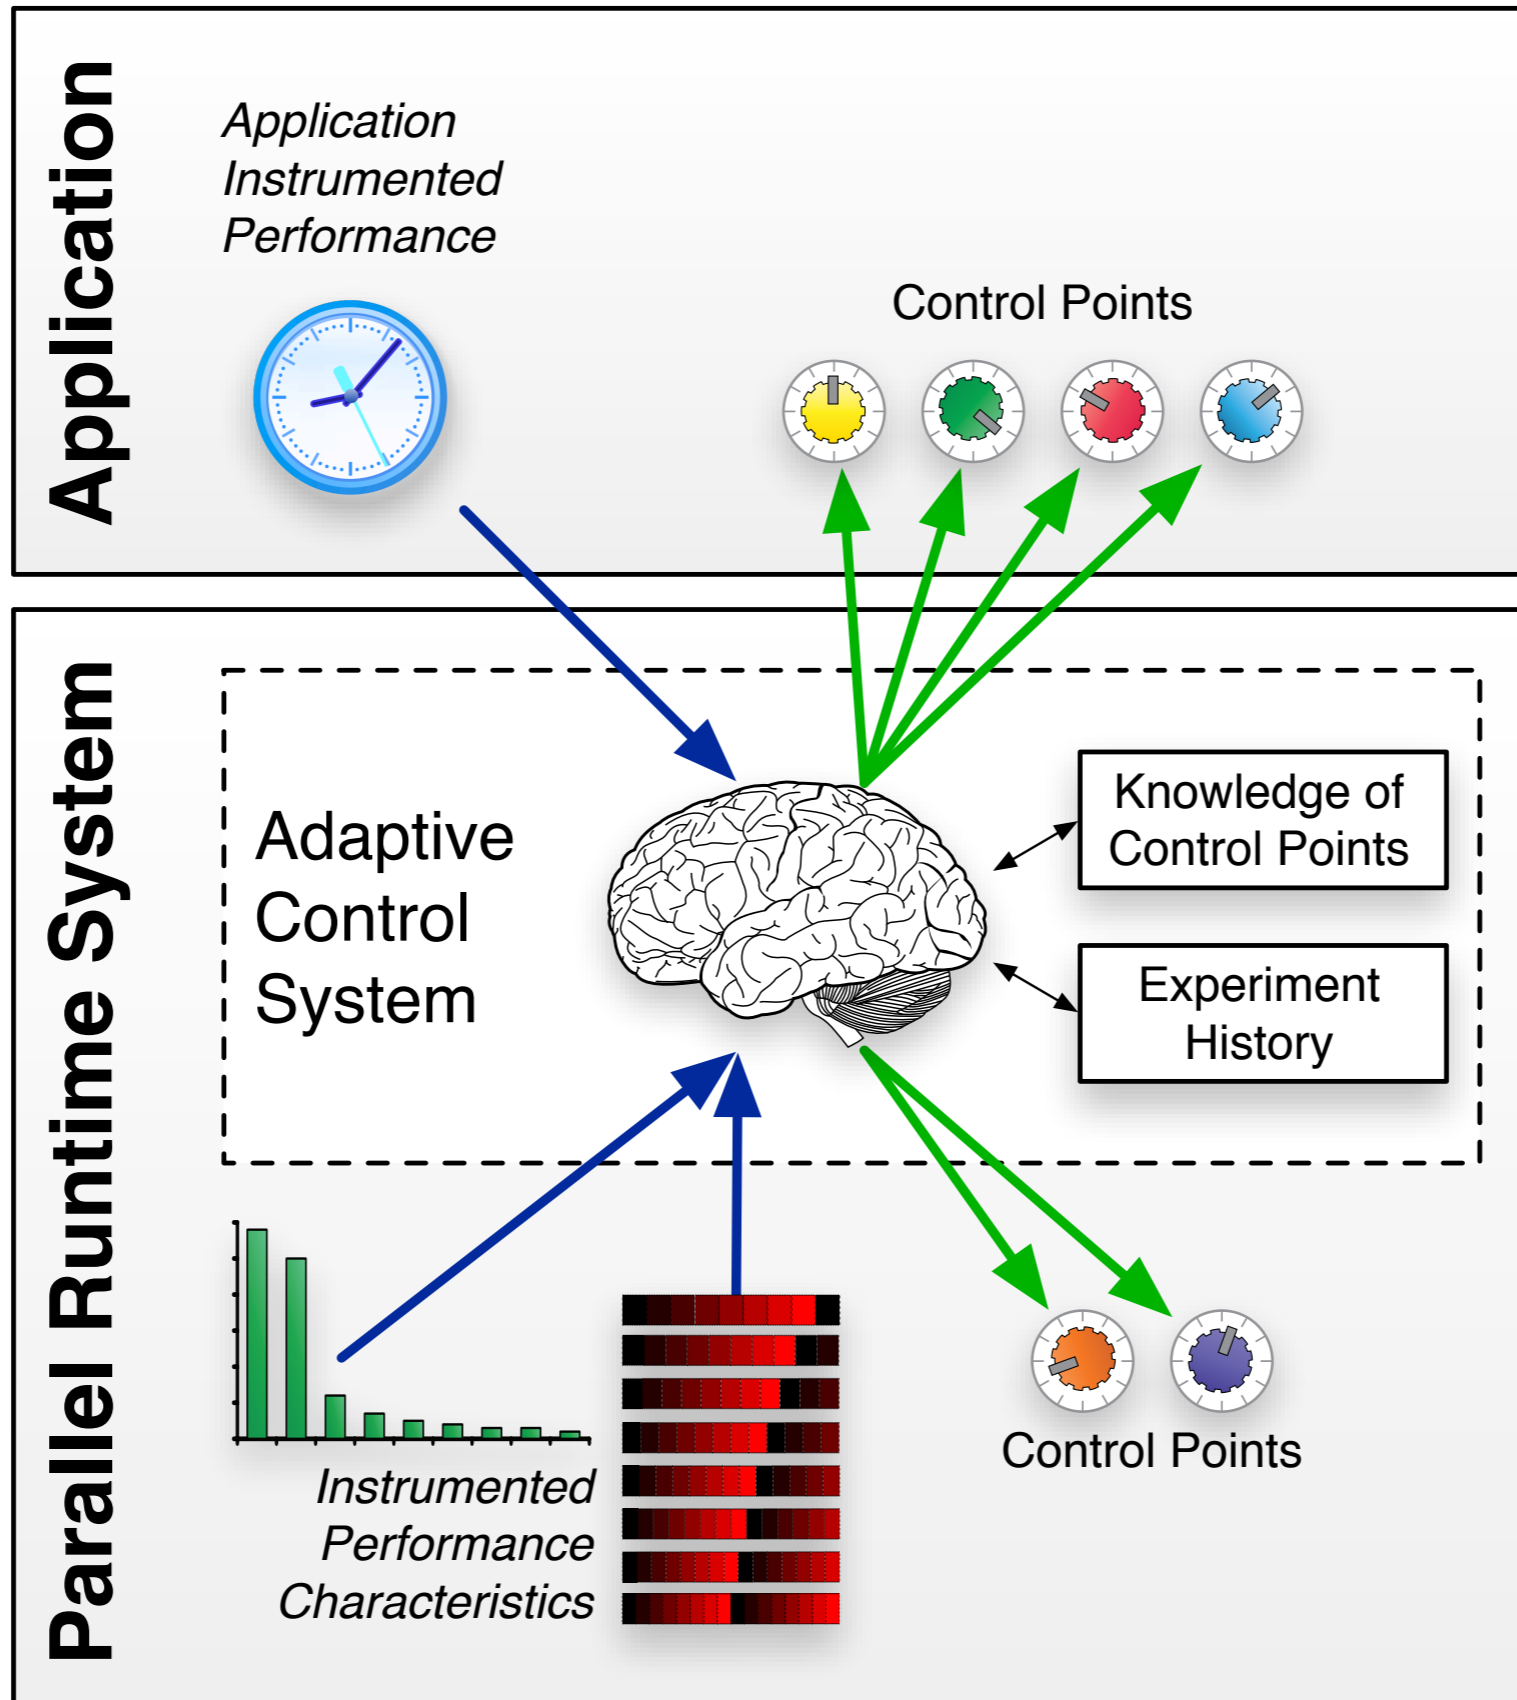 Application
Application
Instrumented
Performance
Control Points
Parallel Runtime System
Adaptive
Control
System
Knowledge of
Control Points
Experiment
History
Instrumented
Performance
Characteristics
Control Points